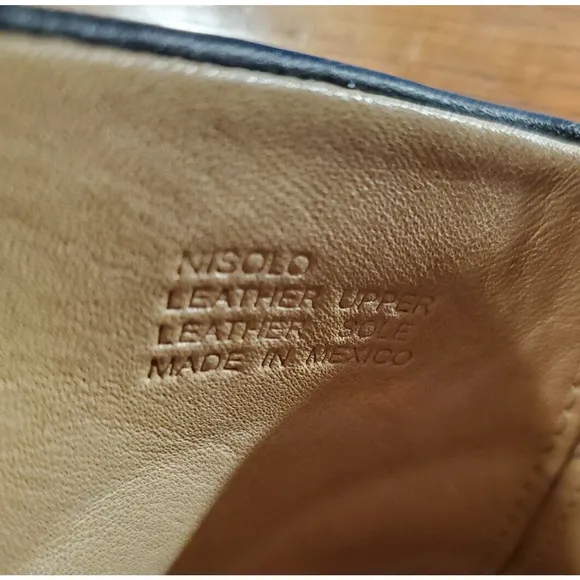 NISOLO
LEATHER UPPER
LEATHER SOLE
MADE IN MEXICO